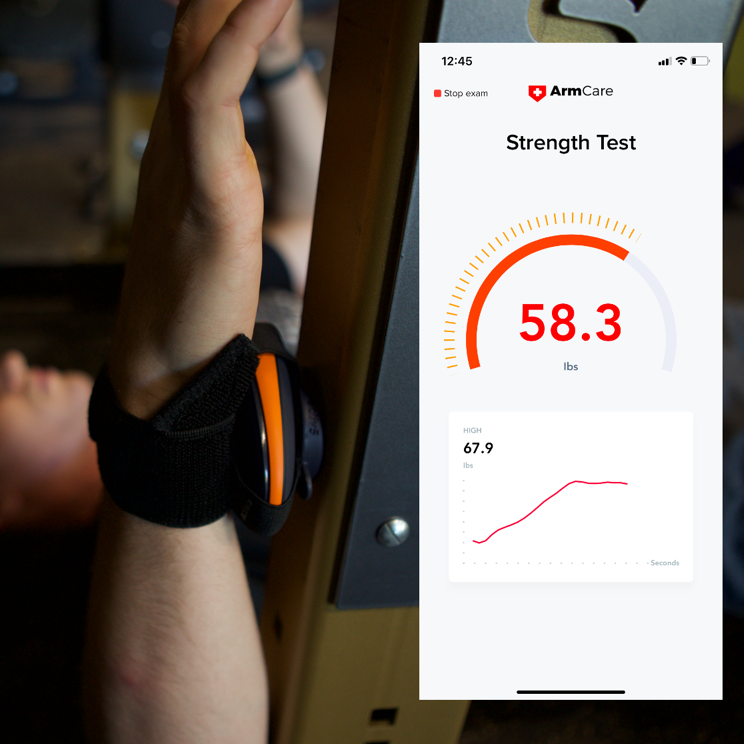 12:45
Stop exam
ArmCare
Strength Test
58.3
lbs
HIGH
67.9
lbs
Seconds